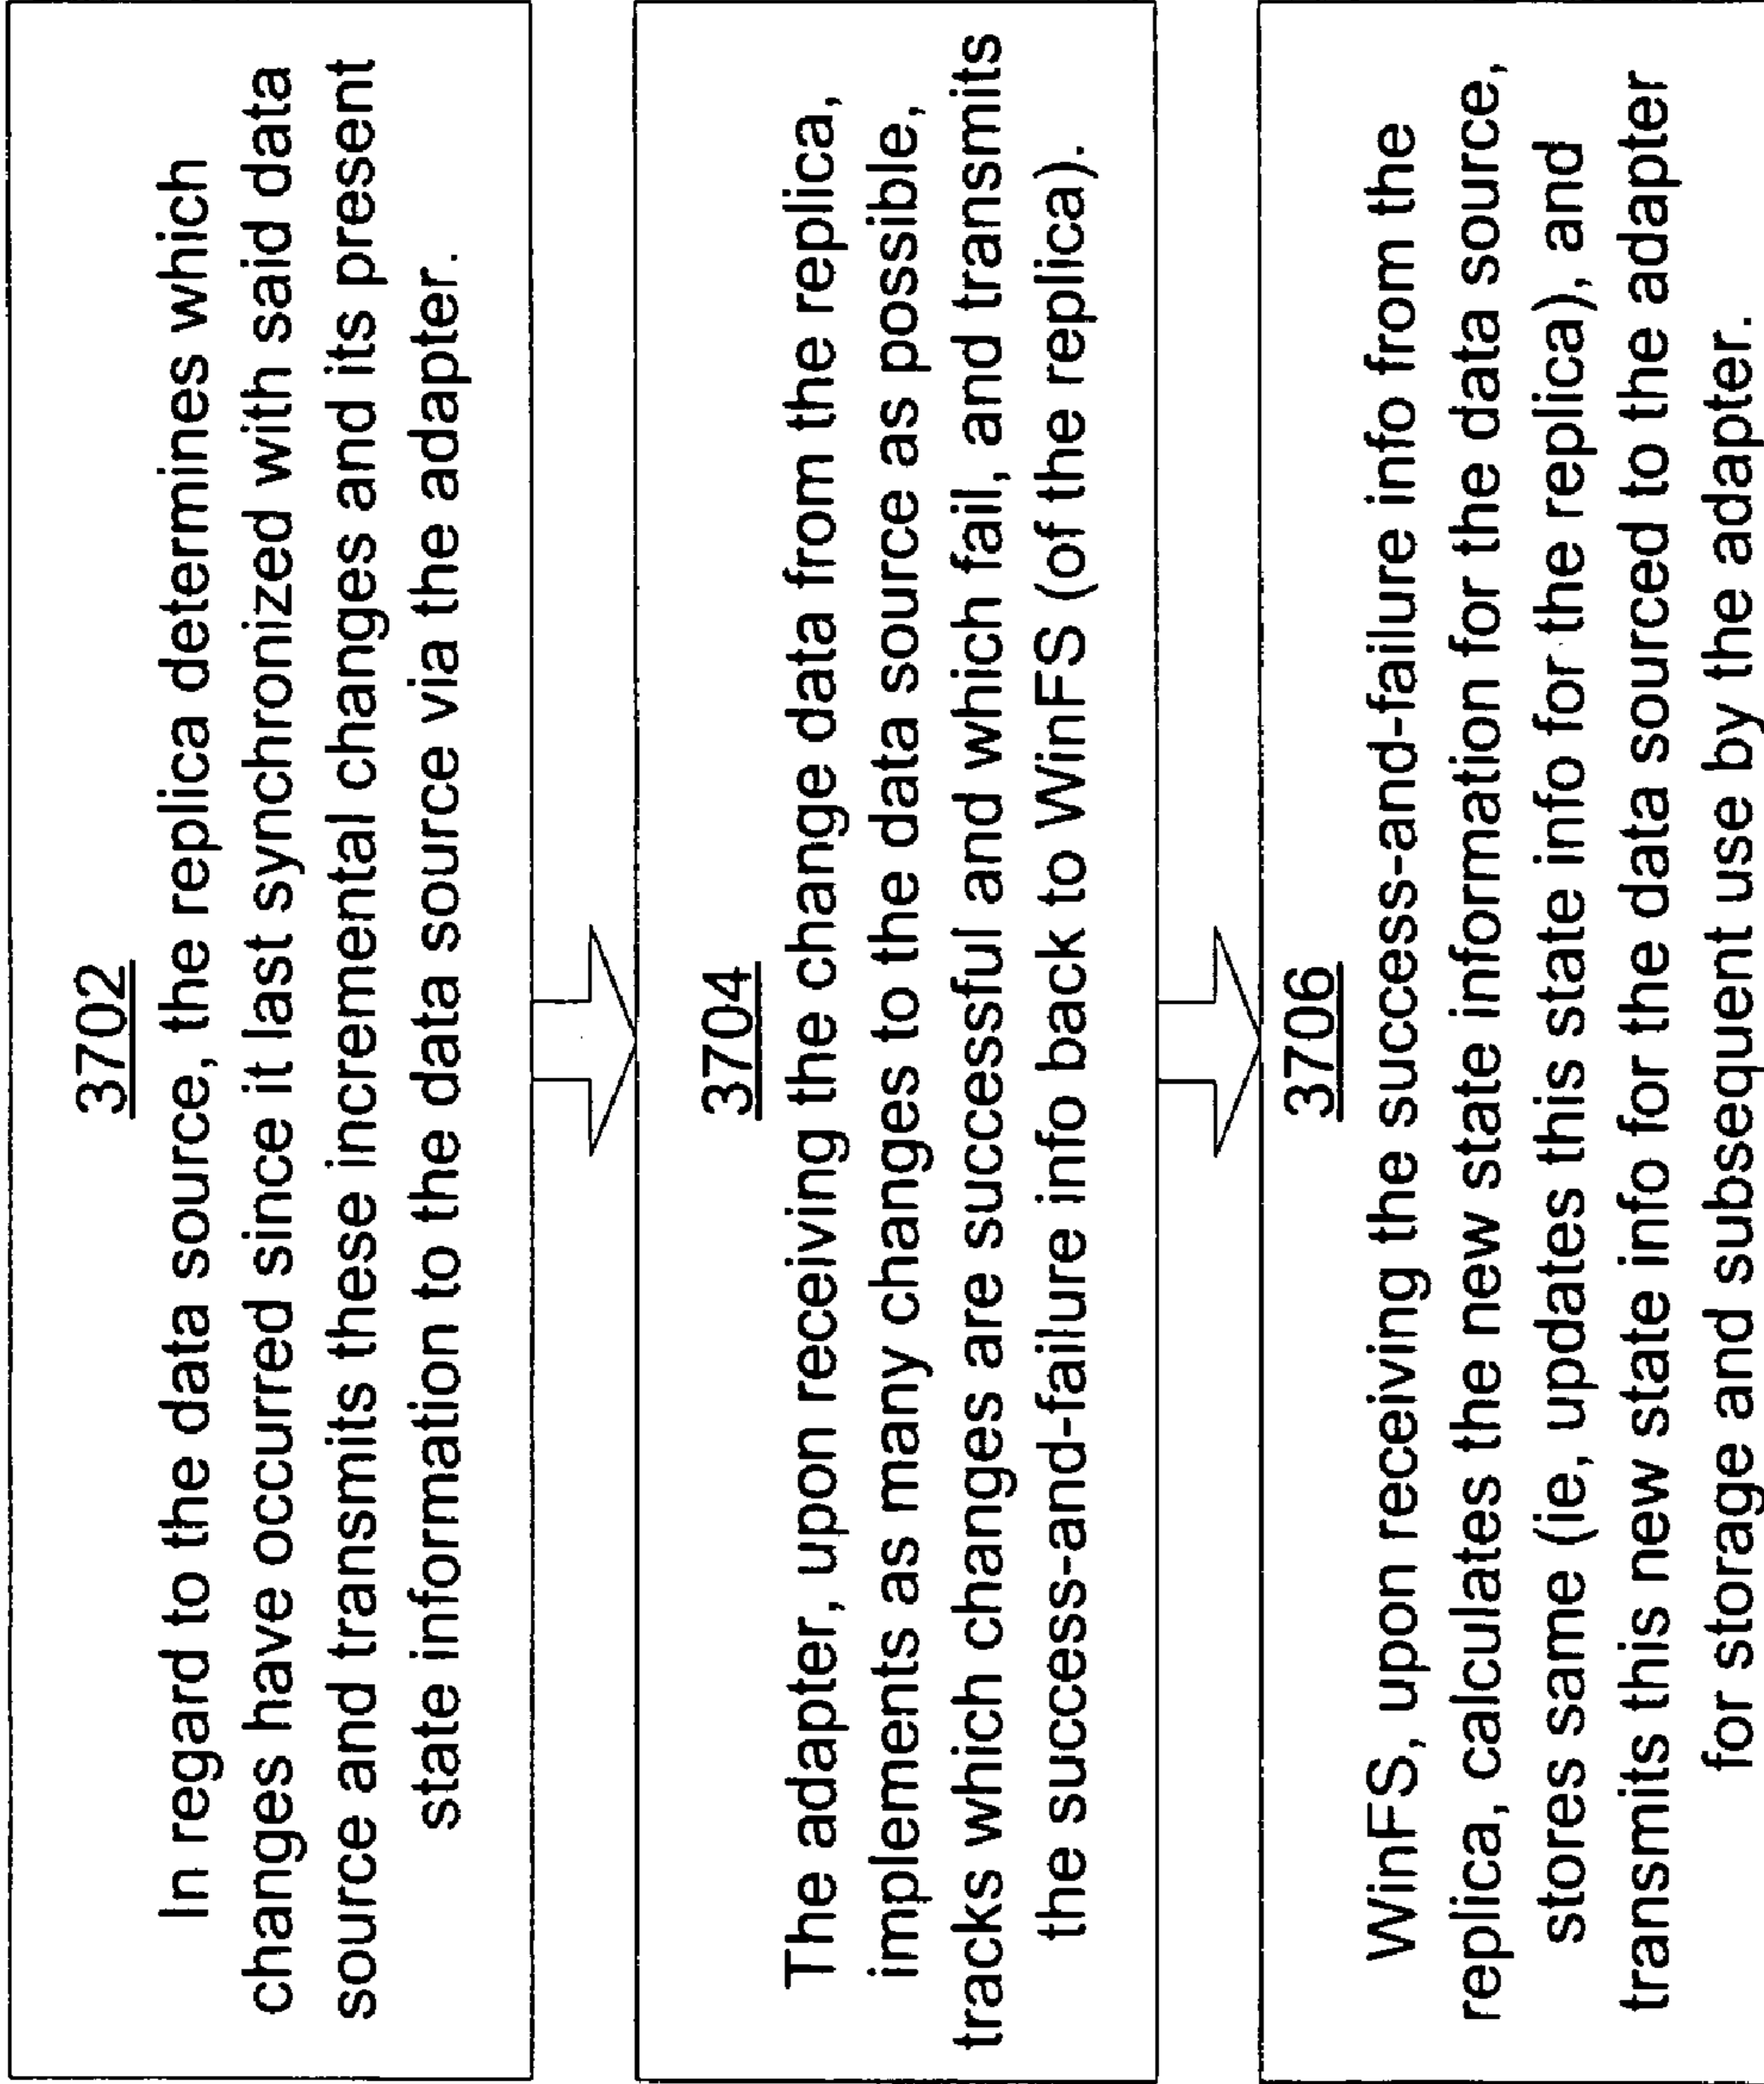 3702
In regard to the data source, the replica determines which
changes have occurred since it last synchronized with said data
source and transmits these incremental changes and its present
state information to the data source via the adapter.
3704
The adapter, upon receiving the change data from the replica,
implements as many changes to the data source as possible,
tracks which changes are successful and which fail, and transmits
the success-and-failure info back to WinFS (of the replica).
3706
WinFS, upon receiving the success-and-failure info from the
replica, calculates the new state information for the data source,
stores same (ie, updates this state info for the replica), and
transmits this new state info for the data sourced to the adapter
for storage and subsequent use by the adapter.